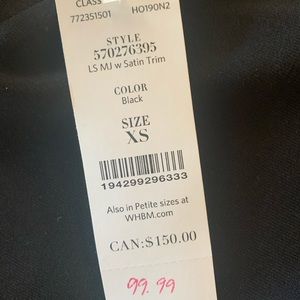 CLASS
772351501 HO190N2
STYLE
570276395
LS MJ w Satin Trim
COLOR
Black
SIZE
XS
194299296333
Also in Petite sizes at
WHBM.com
CAN:$150.00
99.99